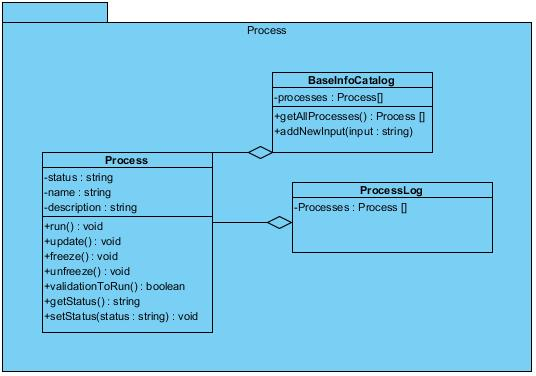 Process
BaseInfoCatalog
-processes : Process[]
+getAllProcesses() : Process []
+addNewInput(input : string)
Process
-status : string
-name : string
-description : string
+run() : void
+update() : void
+freeze() : void
+unfreeze() : void
+validationToRun() : boolean
+getStatus() : string
+setStatus(status : string) : void
ProcessLog
-Processes : Process []